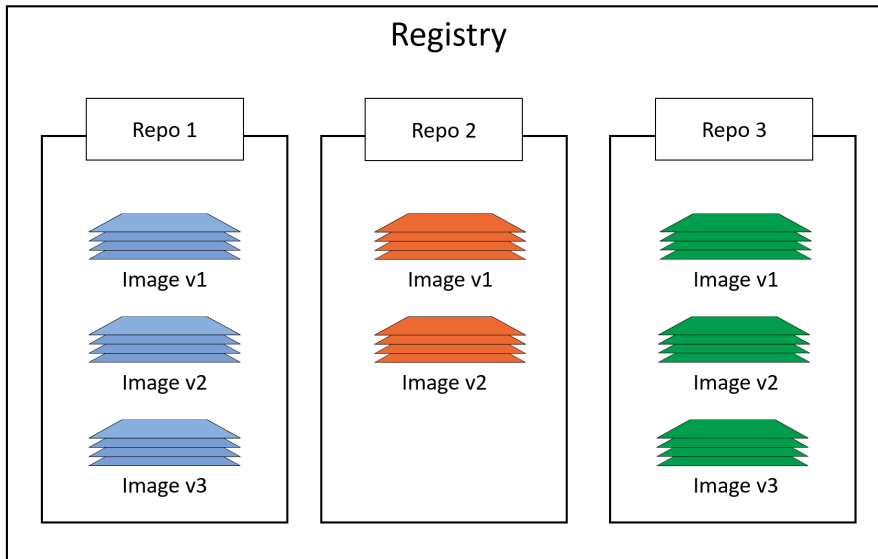 Registry
Repo 1
Image v1
Image v2
Image v3
Repo 2
Image v1
Image v2
Repo 3
Image v1
Image v2
Image v3